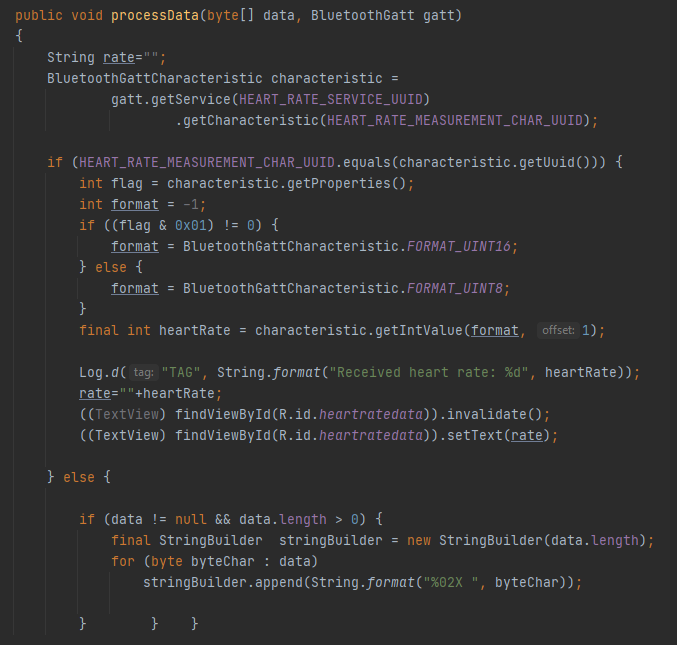 public void processData(byte[] data, BluetoothGatt gatt)
{
    String rate="";
    BluetoothGattCharacteristic characteristic =
            gatt.getService(HEART_RATE_SERVICE_UUID)
                    .getCharacteristic(HEART_RATE_MEASUREMENT_CHAR_UUID);

    if (HEART_RATE_MEASUREMENT_CHAR_UUID.equals(characteristic.getUuid())) {
        int flag = characteristic.getProperties();
        int format = -1;
        if ((flag & 0x01) != 0) {
            format = BluetoothGattCharacteristic.FORMAT_UINT16;
        } else {
            format = BluetoothGattCharacteristic.FORMAT_UINT8;
        }
        final int heartRate = characteristic.getIntValue(format, offset: 1);

        Log.d( tag: "TAG", String.format("Received heart rate: %d", heartRate));
        rate=""+heartRate;
        ((TextView) findViewById(R.id.heartratedata)).invalidate();
        ((TextView) findViewById(R.id.heartratedata)).setText(rate);

    } else {

        if (data != null && data.length > 0) {
            final StringBuilder  stringBuilder = new StringBuilder(data.length);
            for (byte byteChar : data)
                stringBuilder.append(String.format("%02X ", byteChar));

        }        }    }